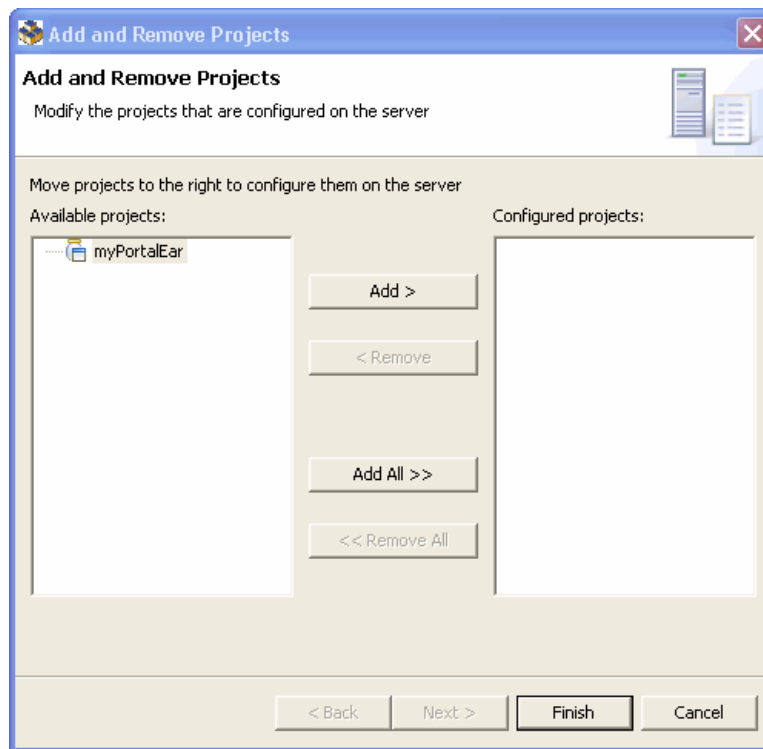 Add and Remove Projects
Add and Remove Projects
Modify the projects that are configured on the server
Move projects to the right to configure them on the server
Available projects:
Configured projects:
myPortalEar
Add >
< Remove
Add All >>
<< Remove All
< Back
Next >
Finish
Cancel